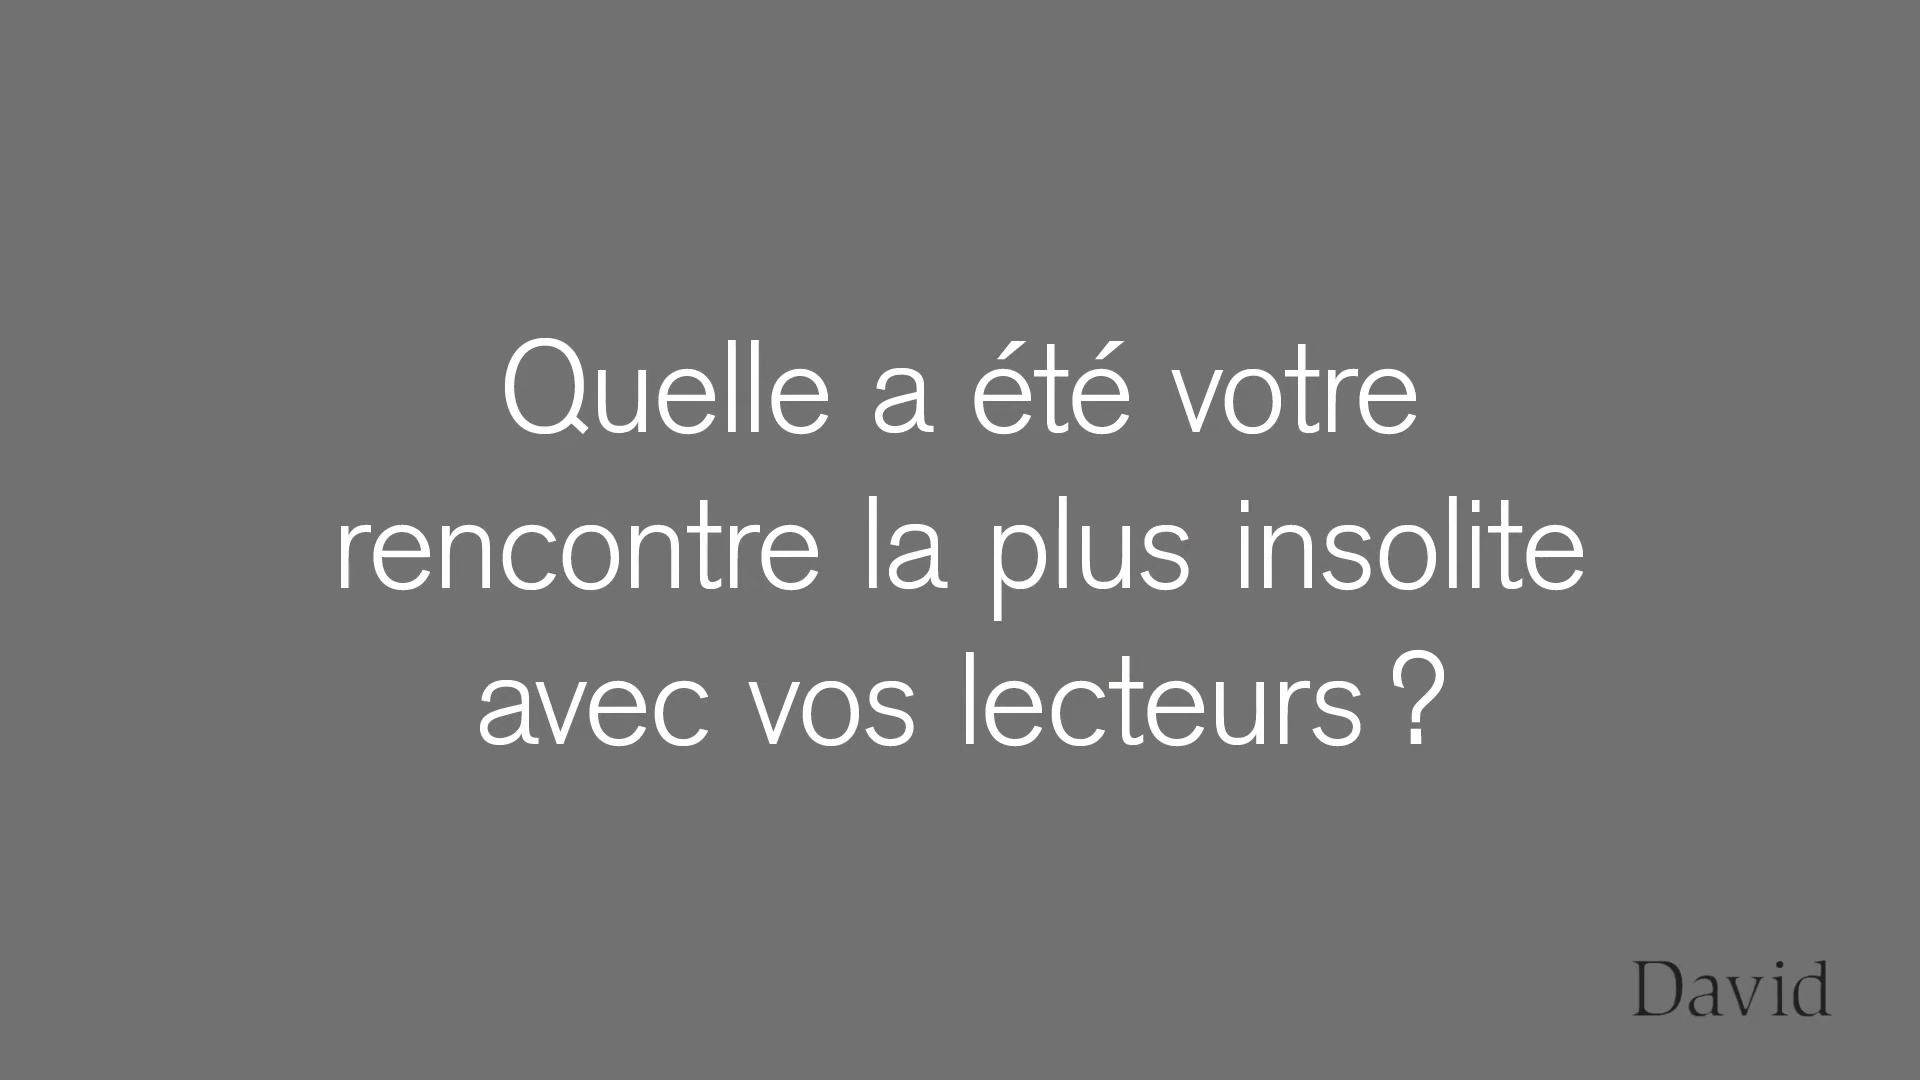 Quelle a été votre
rencontre la plus insolite
avec vos lecteurs ?
David